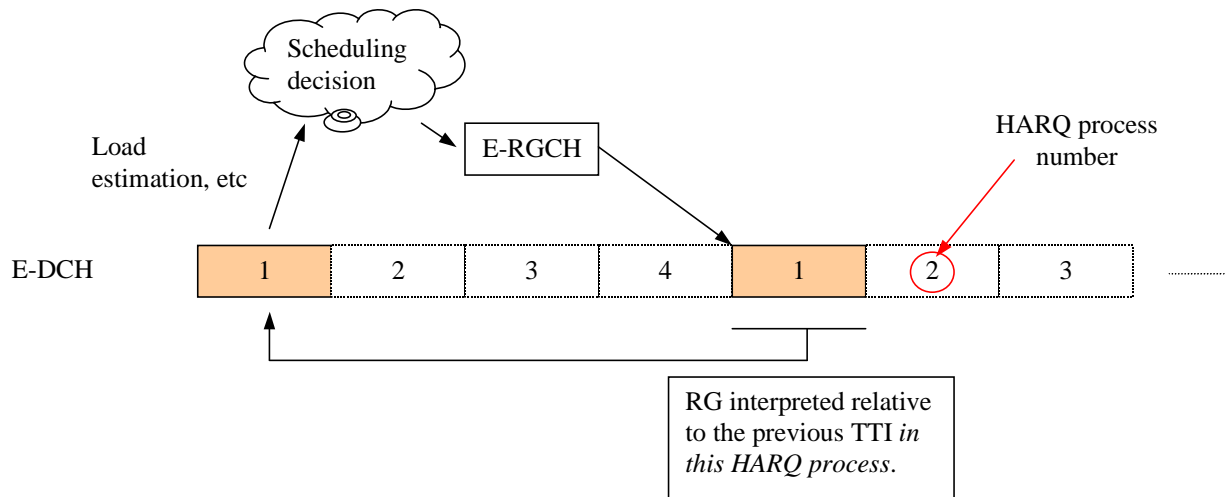 Scheduling
decision
Load
estimation, etc
E-RGCH
HARQ process
number
E-DCH
1
2
3
4
1
2
3
RG interpreted relative
to the previous TTI in
this HARQ process.